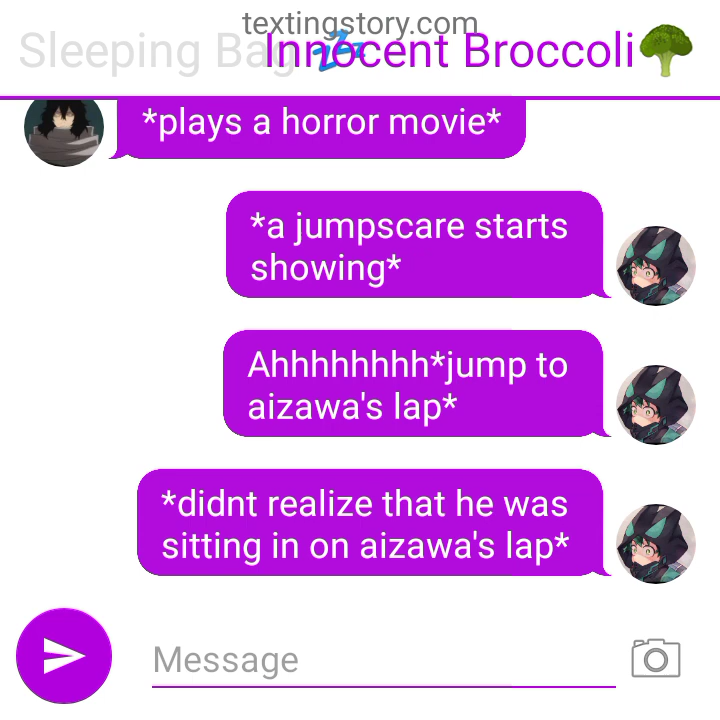 textingstory.com
Sleeping Bag💤
Innocent Broccoli🥦
*plays a horror movie*
*a jumpscare starts
showing*
Ahhhhhhhh*jump to
aizawa's lap*
*didnt realize that he was
sitting in on aizawa's lap*
Message